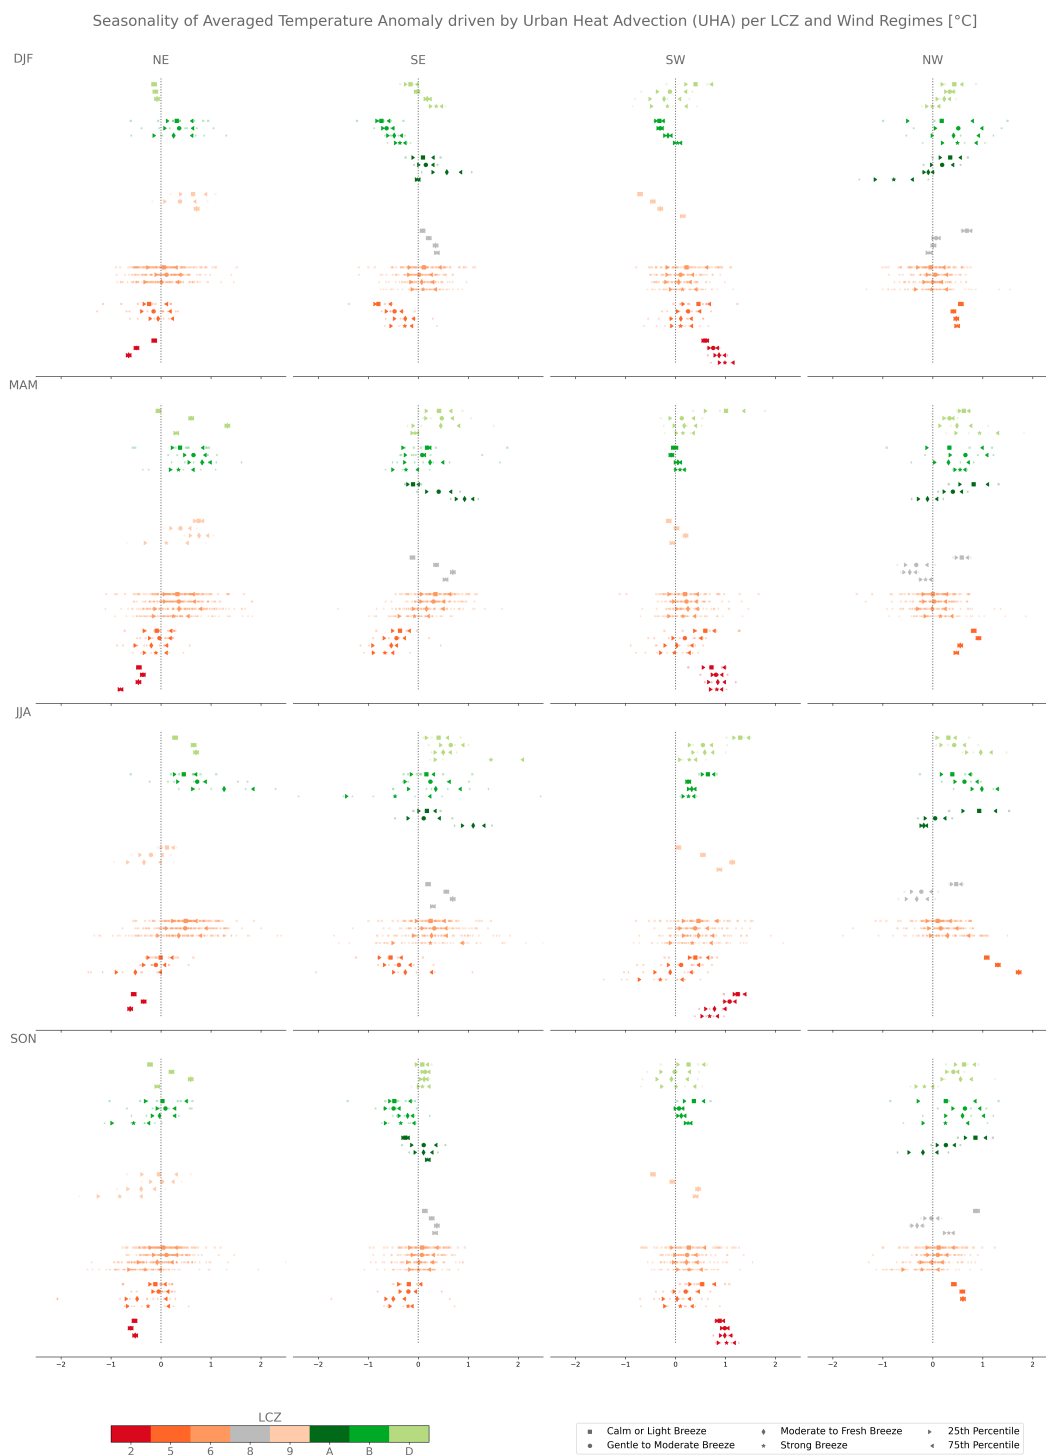 Seasonality of Averaged Temperature Anomaly driven by Urban Heat Advection (UHA) per LCZ and Wind Regimes [°C]
DJF
NE SE SW NW
MAM
JJA
SON
−2 −1 0 1 2 −2 −1 0 1 2 −2 −1 0 1 2 −2 −1 0 1 2
LCZ
2 5 6 8 9 A B D
Calm or Light Breeze Moderate to Fresh Breeze 25th Percentile
Gentle to Moderate Breeze Strong Breeze 75th Percentile